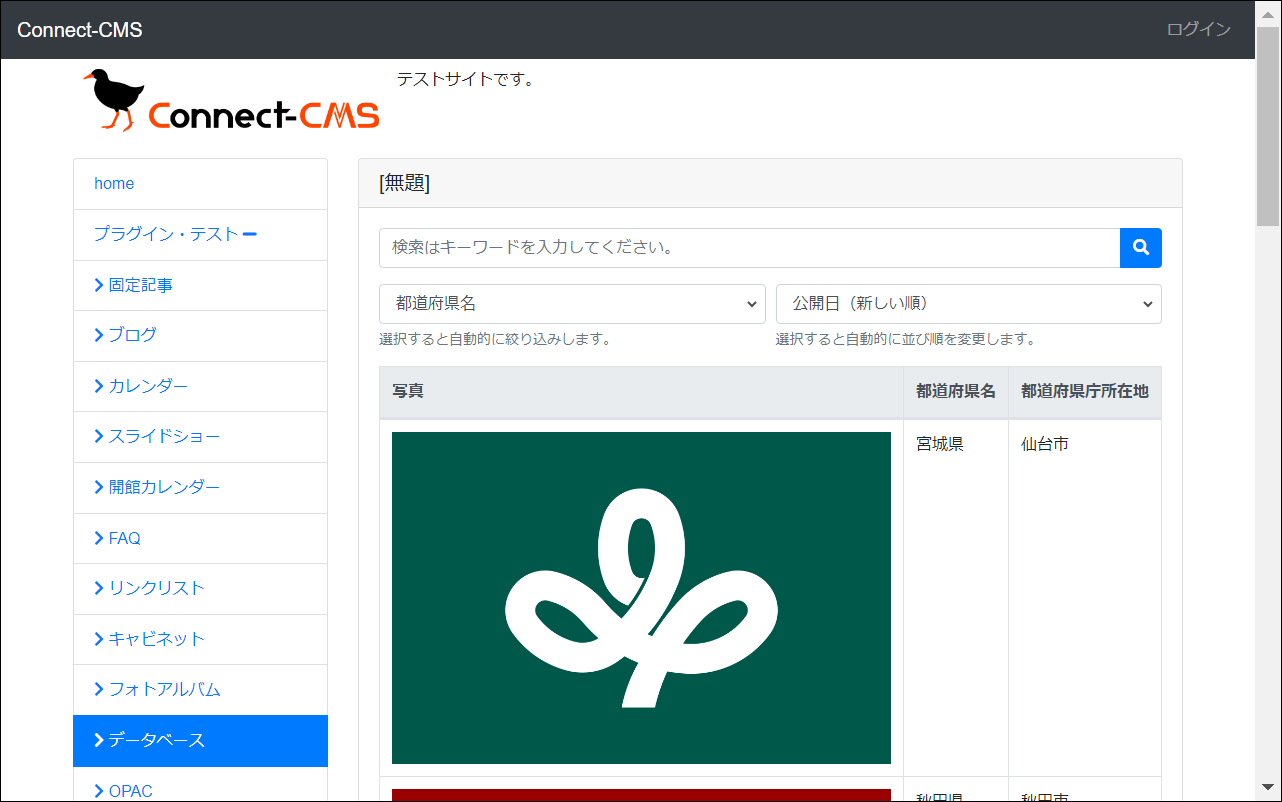 Connect-CMS
ログイン
Connect-CMS
テストサイトです。
home
プラグイン・テスト
固定記事
ブログ
カレンダー
スライドショー
開館カレンダー
FAQ
リンクリスト
キャビネット
フォトアルバム
データベース
OPAC
[無題]
検索はキーワードを入力してください。
都道府県名
公開日（新しい順）
選択すると自動的に絞り込みします。
選択すると自動的に並び順を変更します。
写真 都道府県名 都道府県庁所在地
宮城県 仙台市
秋田県 秋田市